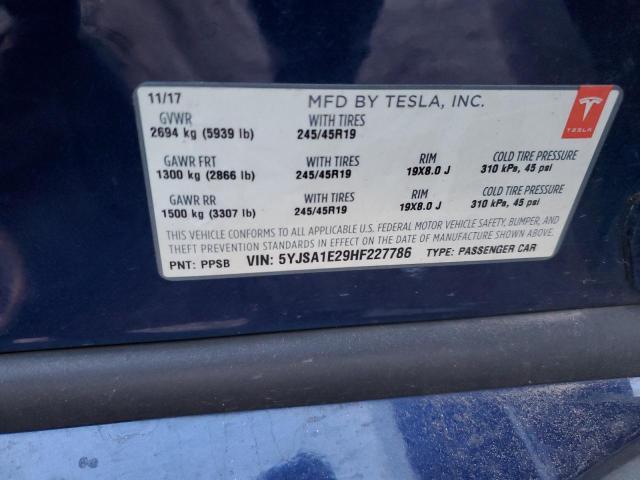 11/17 MFD BY TESLA, INC.
GVWR WITH TIRES
2694 kg (5939 lb) 245/45R19
TESLA
GAWR FRT WITH TIRES RIM COLD TIRE PRESSURE
1300 kg (2866 lb) 245/45R19 19X8.0 J 310 kPa, 45 psi
GAWR RR WITH TIRES RIM COLD TIRE PRESSURE
1500 kg (3307 lb) 245/45R19 19X8.0 J 310 kPa, 45 psi
THIS VEHICLE CONFORMS TO ALL APPLICABLE U.S. FEDERAL MOTOR VEHICLE SAFETY, BUMPER, AND
THEFT PREVENTION STANDARDS IN EFFECT ON THE DATE OF MANUFACTURE SHOWN ABOVE.
PNT: PPSB VIN: 5YJSA1E29HF227786 TYPE: PASSENGER CAR